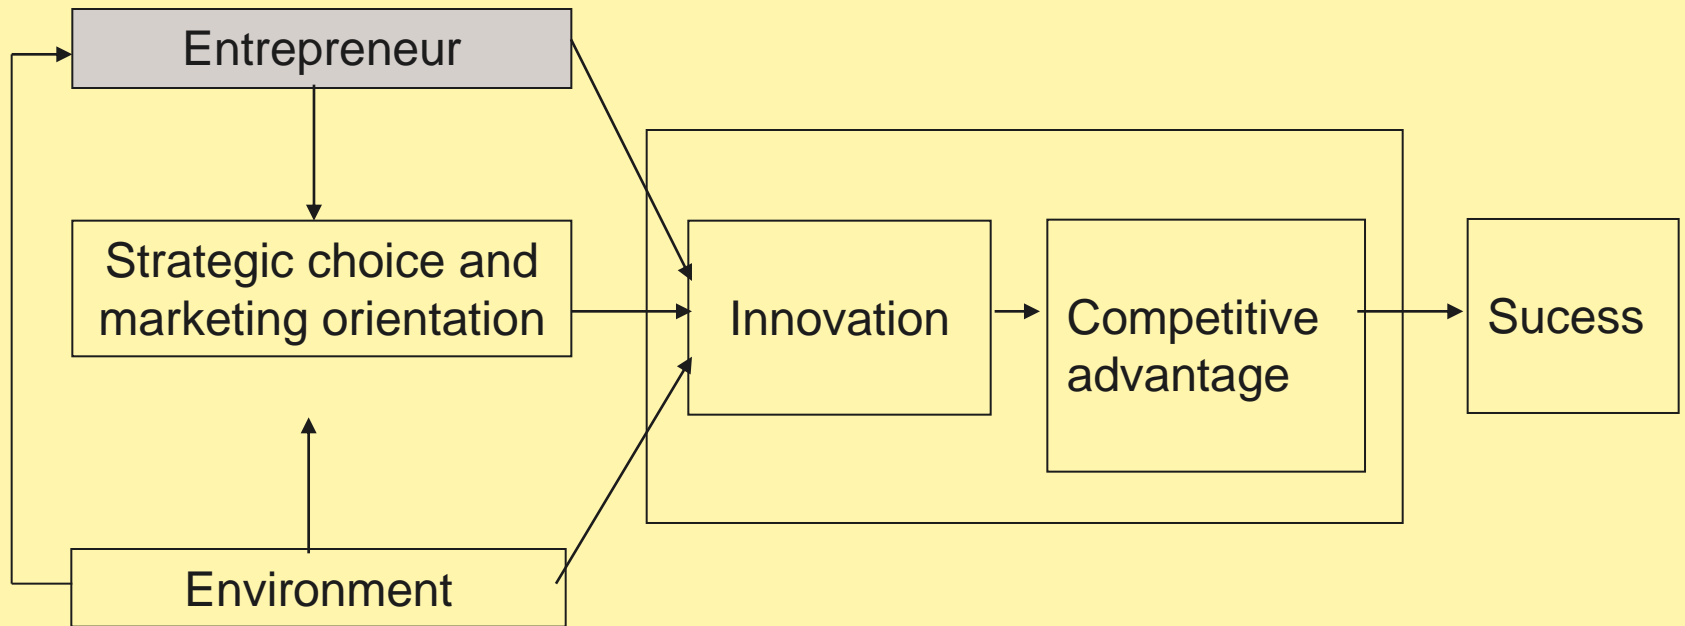 Entrepreneur
Strategic choice and
marketing orientation
Innovation
Competitive
advantage
Sucess
Environment